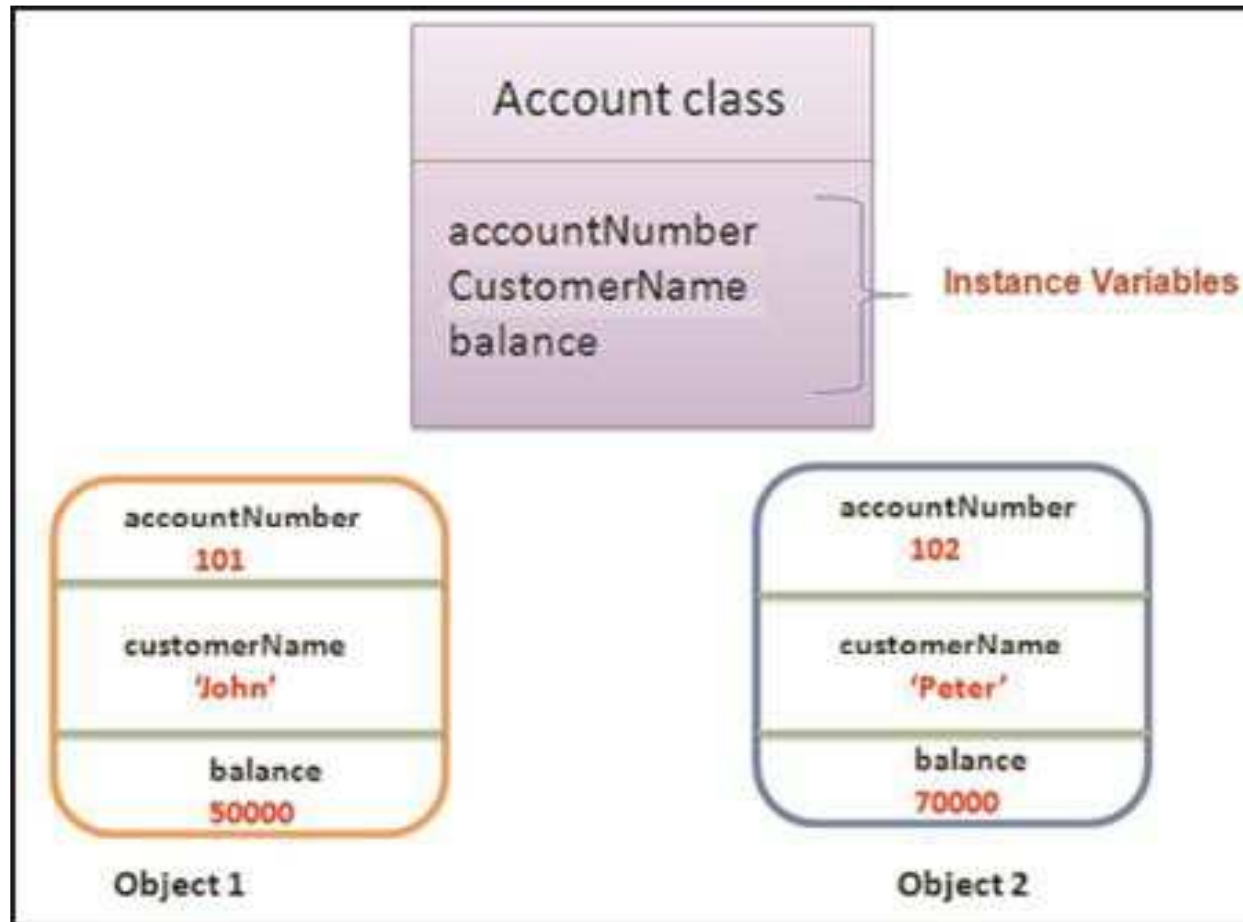 Account class
accountNumber
CustomerName
balance
Instance Variables
accountNumber
101
customerName
‘John’
balance
50000
Object 1
accountNumber
102
customerName
‘Peter’
balance
70000
Object 2